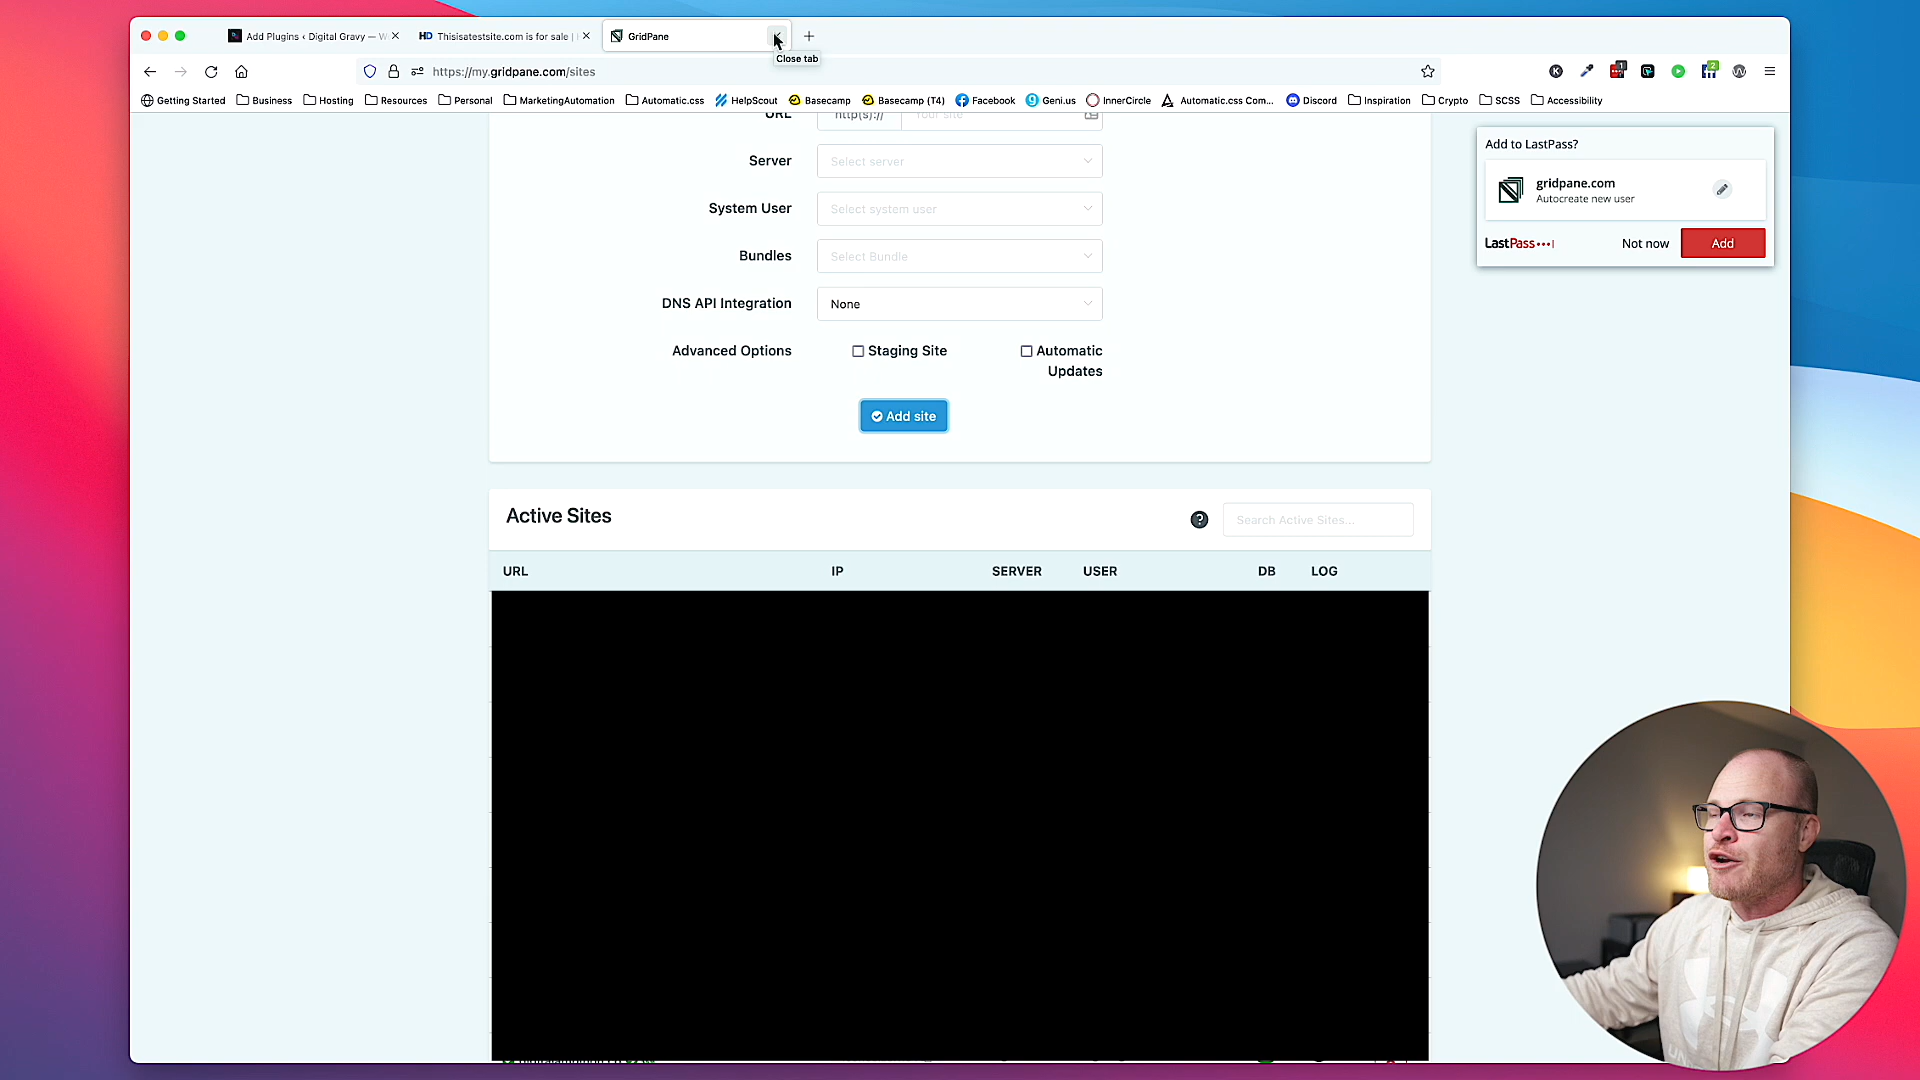 Add Plugins ‹ Digital Gravy — W
HD Thisisatestsite.com is for sale |
GridPane
Close tab
https://my.gridpane.com/sites
Getting Started Business Hosting Resources Personal MarketingAutomation Automatic.css HelpScout Basecamp Basecamp (T4) Facebook Geni.us InnerCircle Automatic.css Com... Discord Inspiration Crypto SCSS Accessibility
URL http(s):// Your site
Server Select server
System User Select system user
Bundles Select Bundle
DNS API Integration None
Advanced Options Staging Site Automatic
Updates
Add site
Add to LastPass?
gridpane.com
Autocreate new user
LastPass Not now Add
Active Sites Search Active Sites...
URL IP SERVER USER DB LOG